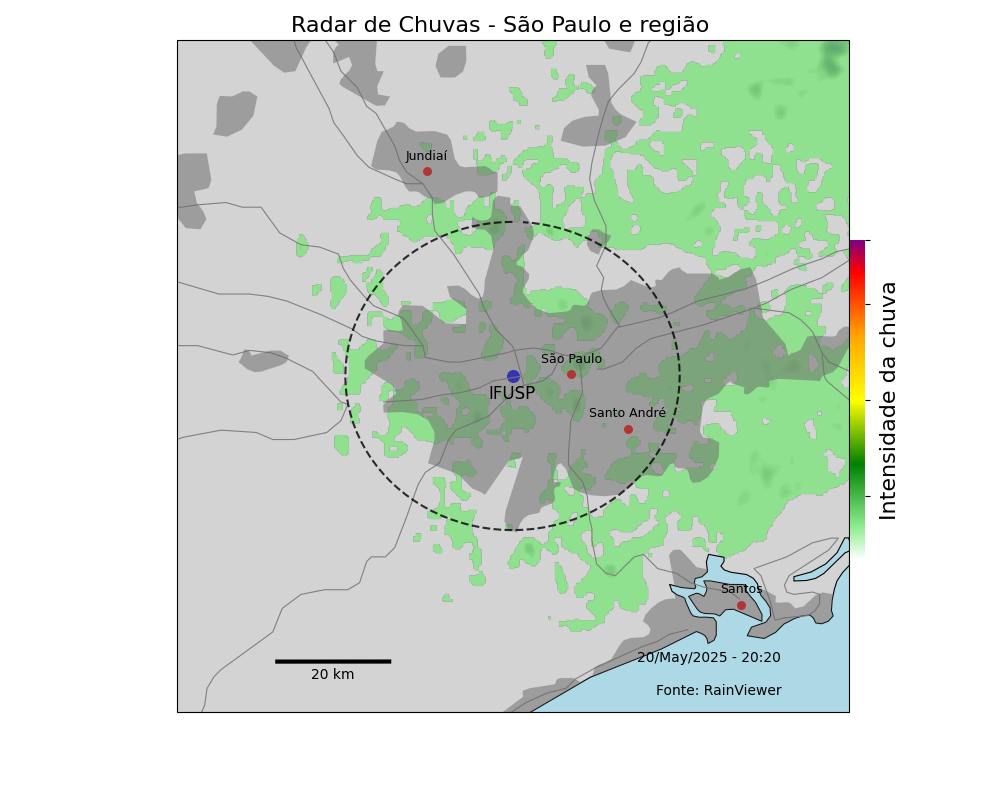 Radar de Chuvas - São Paulo e região
Jundiaí
São Paulo
IFUSP
Santo André
Santos
20 km
20/May/2025 - 20:20
Fonte: RainViewer
Intensidade da chuva